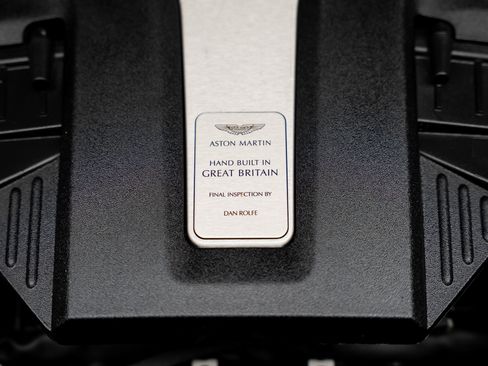 ASTON MARTIN
HAND BUILT IN
GREAT BRITAIN
FINAL INSPECTION BY
DAN ROLFE